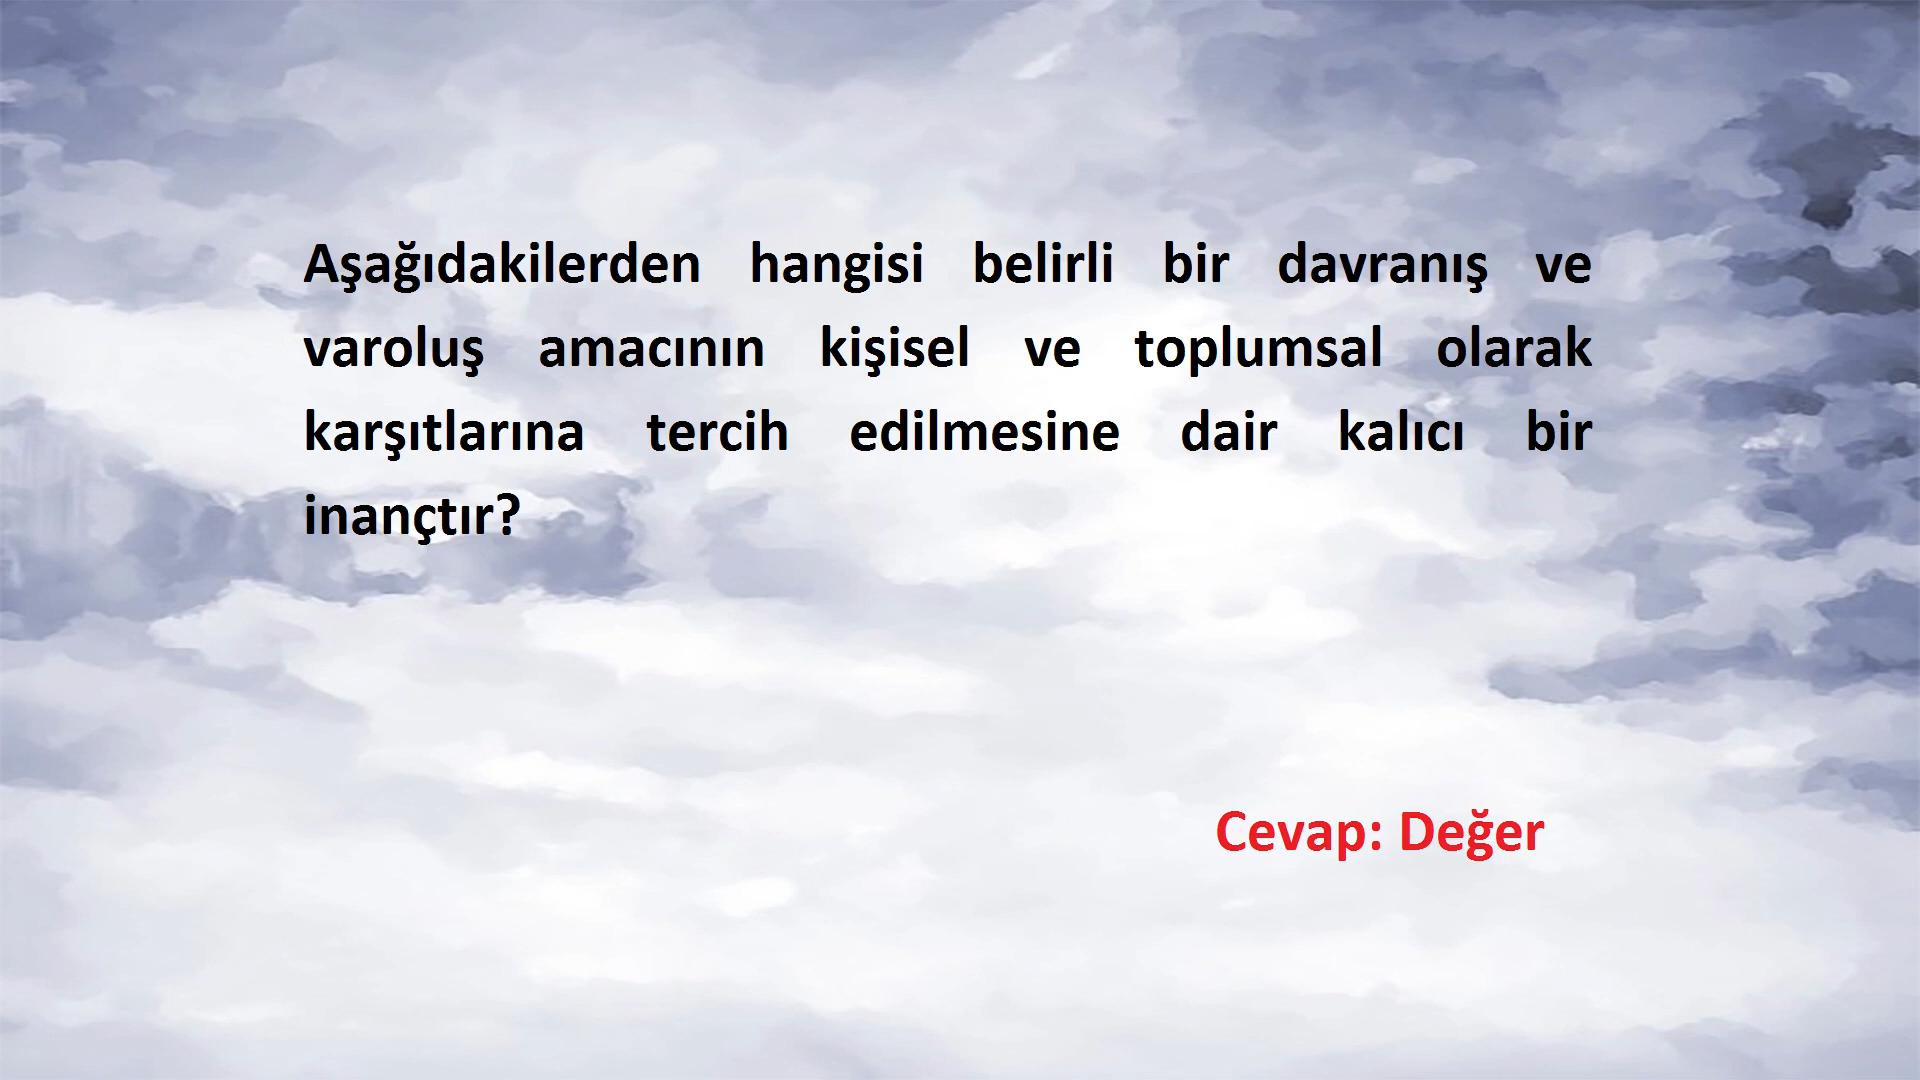 Aşağıdakilerden hangisi belirli bir davranış ve
varoluş amacının kişisel ve toplumsal olarak
karşıtlarına tercih edilmesine dair kalıcı bir
inançtır?
Cevap: Değer